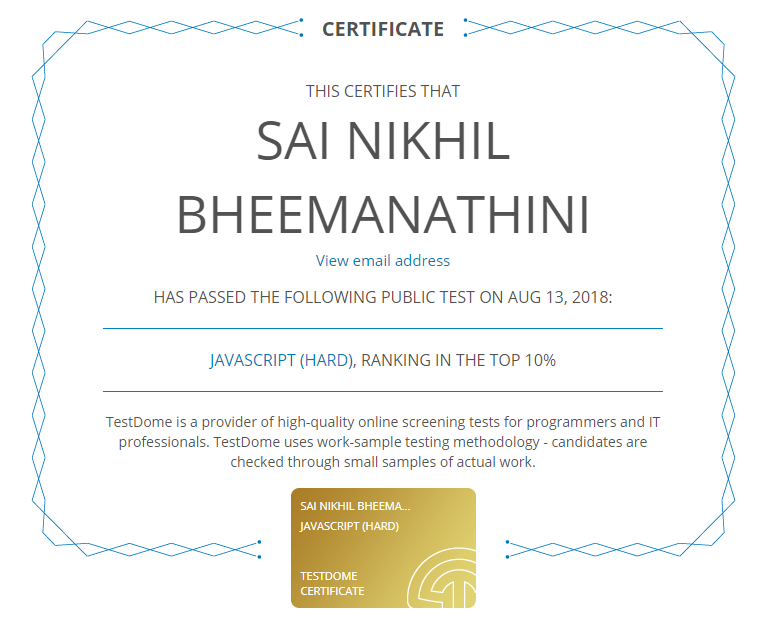 CERTIFICATE
THIS CERTIFIES THAT
SAI NIKHIL
BHEEMANATHINI
View email address
HAS PASSED THE FOLLOWING PUBLIC TEST ON AUG 13, 2018:
JAVASCRIPT (HARD), RANKING IN THE TOP 10%
TestDome is a provider of high-quality online screening tests for programmers and IT
professionals. TestDome uses work-sample testing methodology - candidates are
checked through small samples of actual work.
SAI NIKHIL BHEEMA...
JAVASCRIPT (HARD)
TESTDOME
CERTIFICATE